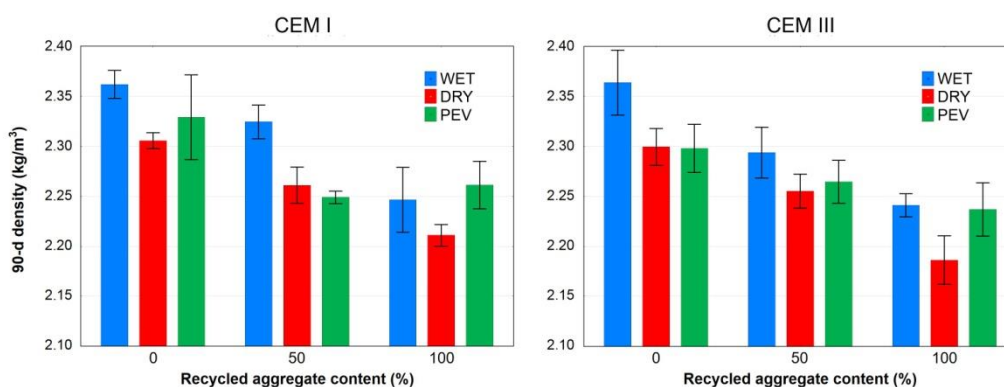 CEM I
2.40
2.35
2.30
2.25
2.20
2.15
2.10
90-d density (kg/m³)
WET
DRY
PEV
0
50
100
Recycled aggregate content (%)
CEM III
2.40
2.35
2.30
2.25
2.20
2.15
2.10
WET
DRY
PEV
0
50
100
Recycled aggregate content (%)